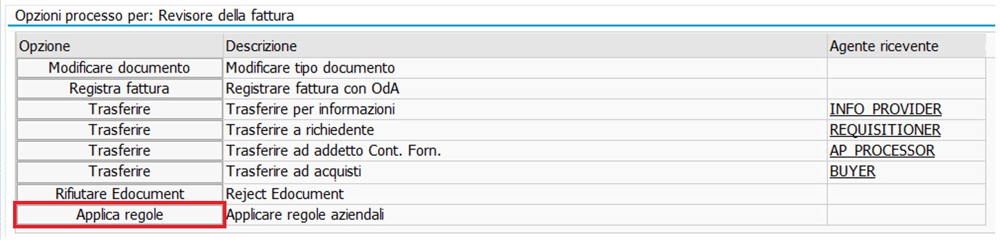 Opzioni processo per: Revisore della fattura
Opzione Descrizione Agente ricevente
Modificare documento Modificare tipo documento
Registra fattura Registrare fattura con OdA
Trasferire Trasferire per informazioni INFO_PROVIDER
Trasferire Trasferire a richiedente REQUISITIONER
Trasferire Trasferire ad addetto Cont. Forn. AP_PROCESSOR
Trasferire Trasferire ad acquisti BUYER
Rifiutare Edocument Reject Edocument
Applica regole Applicare regole aziendali